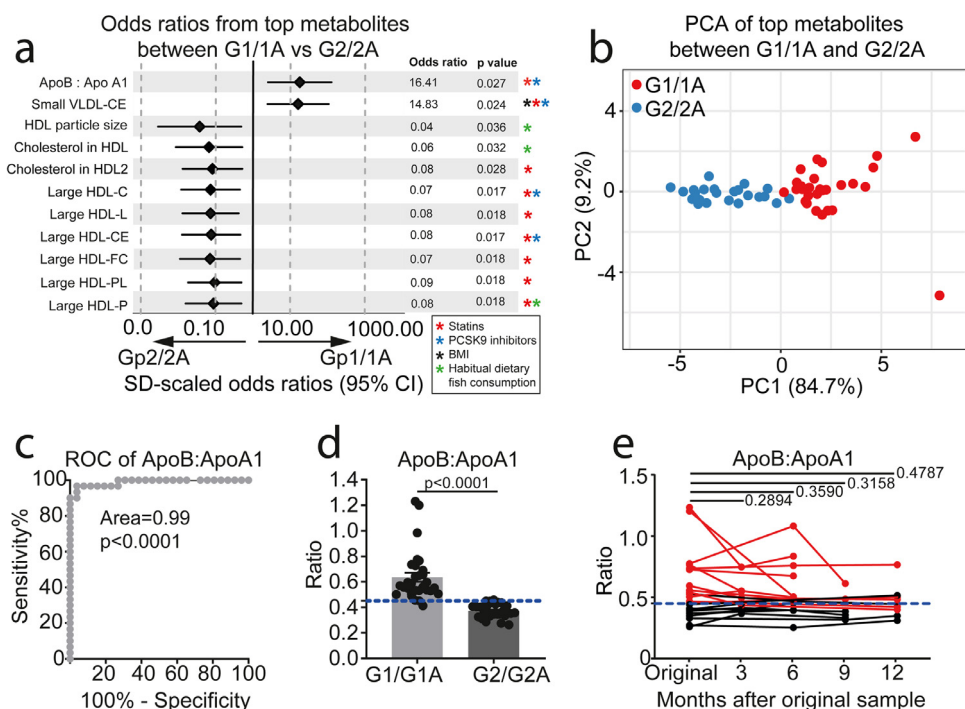 a
Odds ratios from top metabolites
between G1/1A vs G2/2A
Odds ratio p value
ApoB : Apo A1 16.41 0.027 **
Small VLDL-CE 14.83 0.024 ***
HDL particle size 0.04 0.036 *
Cholesterol in HDL 0.06 0.032 *
Cholesterol in HDL2 0.08 0.028 *
Large HDL-C 0.07 0.017 **
Large HDL-L 0.08 0.018 *
Large HDL-CE 0.08 0.017 **
Large HDL-FC 0.07 0.018 *
Large HDL-PL 0.09 0.018 *
Large HDL-P 0.08 0.018 **
0.0 0.10 10.00 1000.00
Gp2/2A Gp1/1A
SD-scaled odds ratios (95% CI)
* Statins
* PCSK9 inhibitors
* BMI
* Habitual dietary
fish consumption
b
PCA of top metabolites
between G1/1A and G2/2A
G1/1A
G2/2A
4
0
-4
PC2 (9.2%)
-5 0 5
PC1 (84.7%)
c
ROC of ApoB:ApoA1
Area=0.99
p<0.0001
Sensitivity%
100
80
60
40
20
0
0 20 40 60 80 100
100% - Specificity
d
ApoB:ApoA1
p<0.0001
Ratio
1.4
1.2
1.0
0.8
0.6
0.4
0.2
0.0
G1/G1A G2/G2A
e
ApoB:ApoA1
0.4787
0.3158
0.3590
0.2894
Ratio
1.5
1.0
0.5
0.0
Original 3 6 9 12
Months after original sample